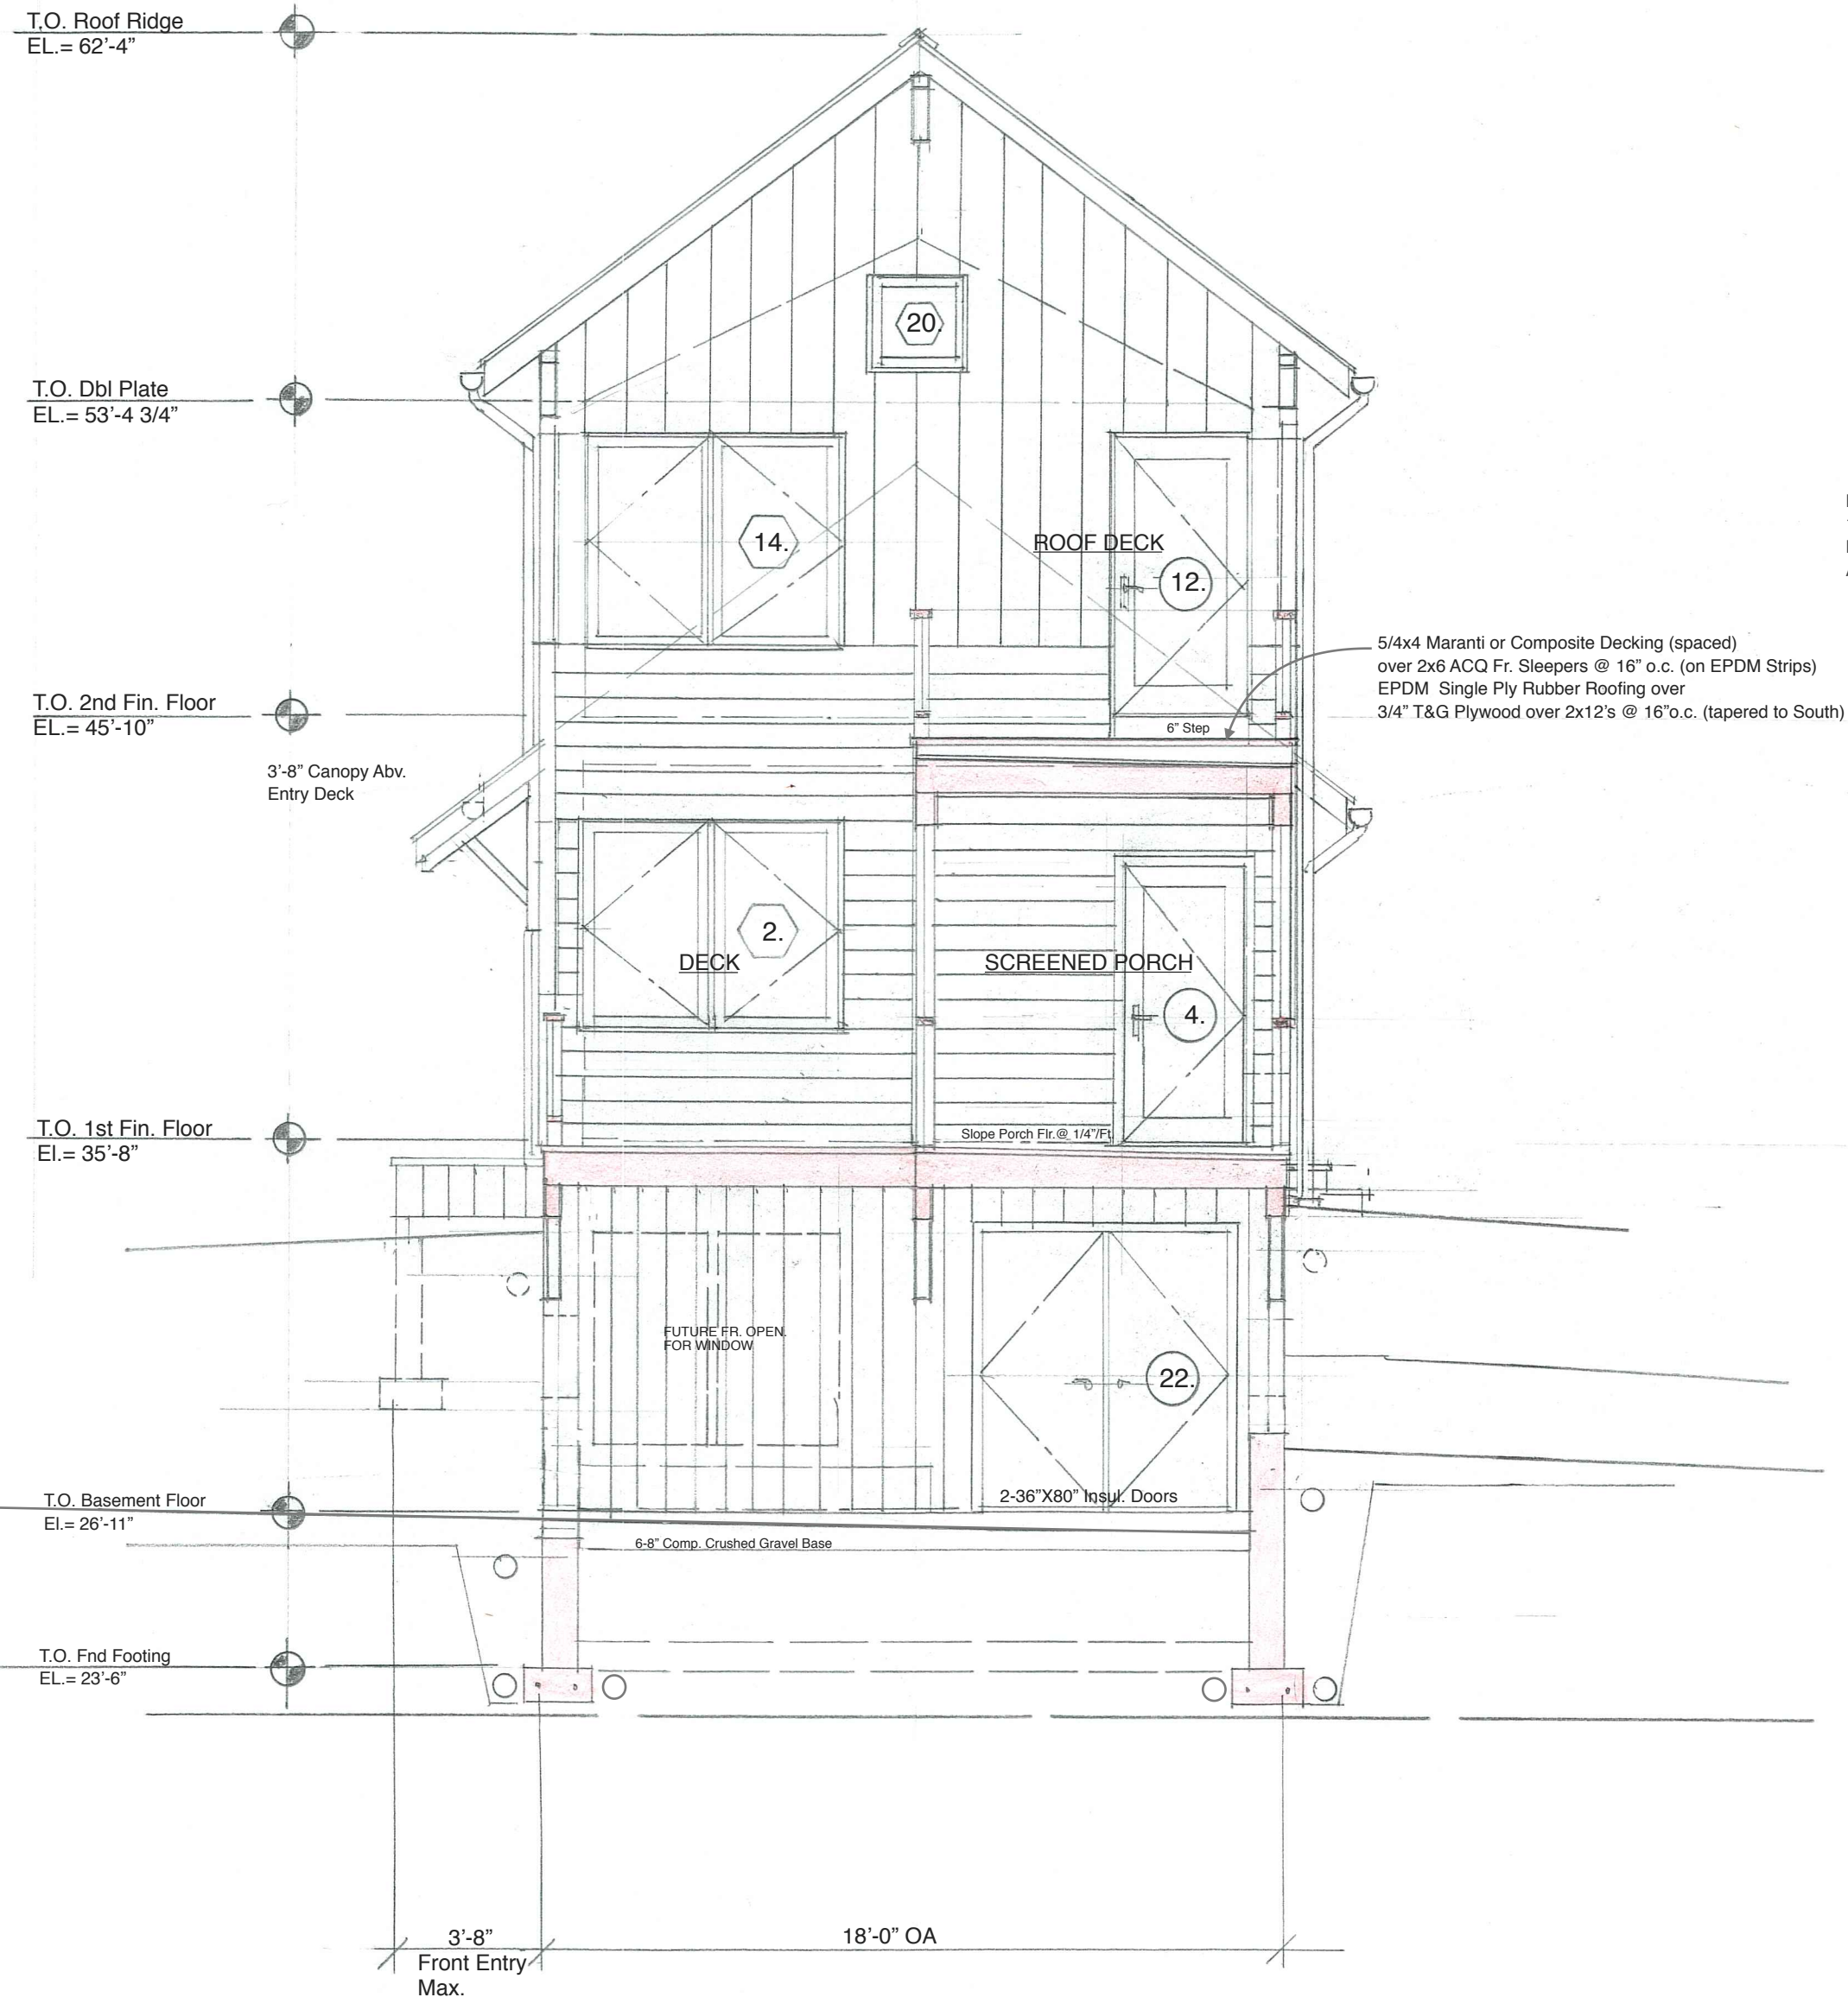 T.O. Roof Ridge
EL.= 62'-4"
20.
T.O. Dbl Plate
EL.= 53'-4 3/4"
14.
ROOF DECK
12.
5/4x4 Maranti or Composite Decking (spaced)
over 2x6 ACQ Fr. Sleepers @ 16" o.c. (on EPDM Strips)
EPDM  Single Ply Rubber Roofing over
3/4" T&G Plywood over 2x12's @ 16"o.c. (tapered to South)
T.O. 2nd Fin. Floor
EL.= 45'-10"
6" Step
3'-8" Canopy Abv.
Entry Deck
2.
DECK
SCREENED PORCH
4.
T.O. 1st Fin. Floor
El.= 35'-8"
Slope Porch Flr.@ 1/4"/Ft
FUTURE FR. OPEN.
FOR WINDOW
22.
2-36"X80" Insul. Doors
T.O. Basement Floor
El.= 26'-11"
6-8" Comp. Crushed Gravel Base
T.O. Fnd Footing
EL.= 23'-6"
3'-8"
Front Entry
Max.
18'-0" OA